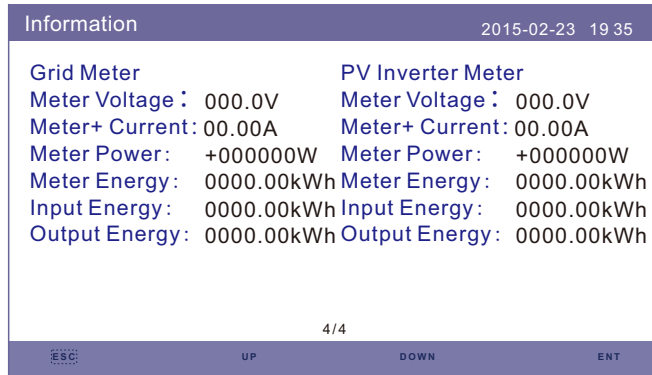 Information 2015-02-23 19 35
Grid Meter PV Inverter Meter
Meter Voltage: 000.0V Meter Voltage: 000.0V
Meter+ Current: 00.00A Meter+ Current: 00.00A
Meter Power: +000000W Meter Power: +000000W
Meter Energy: 0000.00kWh Meter Energy: 0000.00kWh
Input Energy: 0000.00kWh Input Energy: 0000.00kWh
Output Energy: 0000.00kWh Output Energy: 0000.00kWh
4/4
ESC UP DOWN ENT